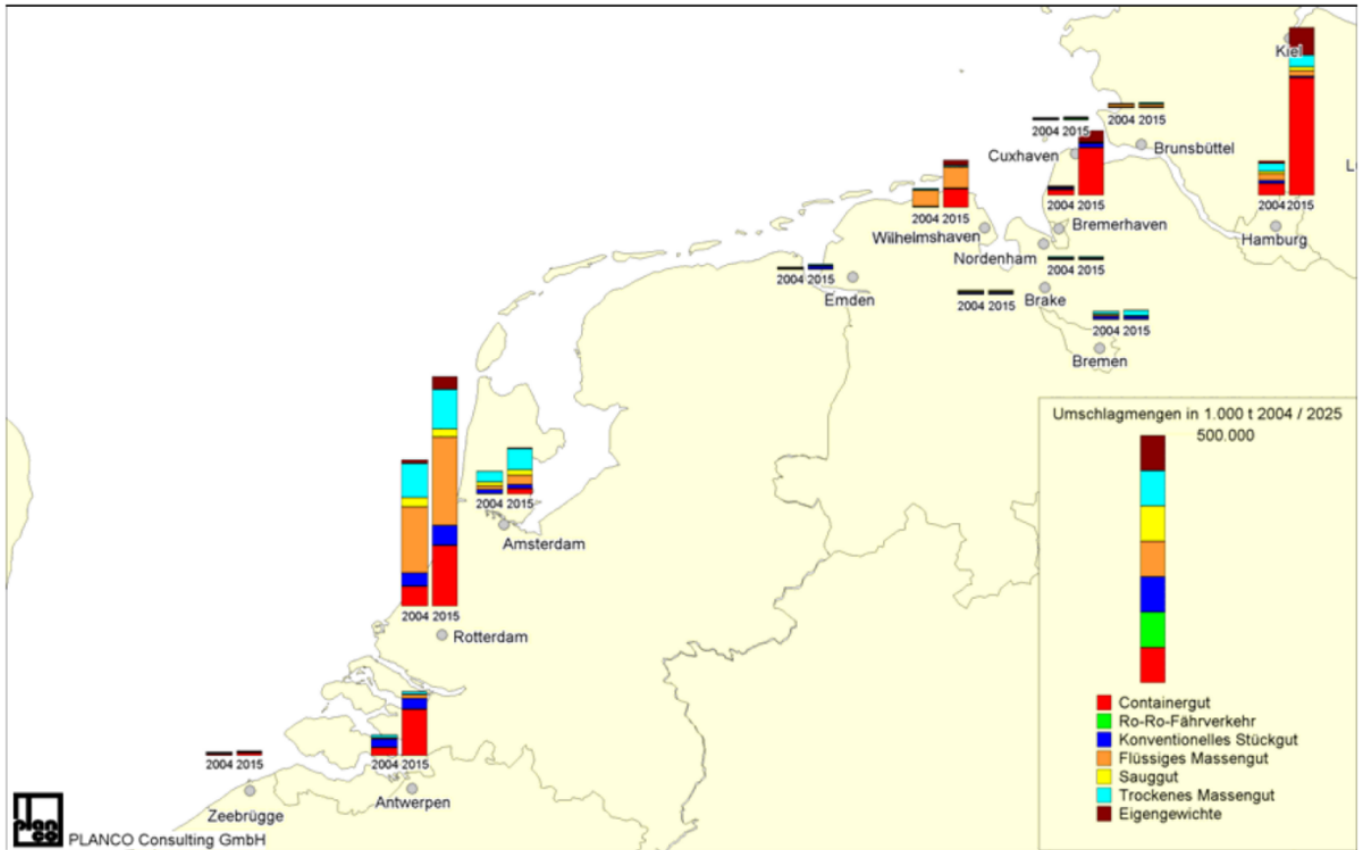 Kiel
2004 2015
Brunsbüttel
2004 2015
Cuxhaven
2004 2015
Hamburg
2004 2015
Bremerhaven
2004 2015
Wilhelmshaven
2004 2015
Nordenham
2004 2015
Emden
2004 2015
Brake
2004 2015
Bremen
2004 2015
Amsterdam
2004 2015
Rotterdam
2004 2015
Antwerpen
2004 2015
Zeebrügge
2004 2015
Umschlagmengen in 1.000 t 2004 / 2025
500.000
Containergut
Ro-Ro-Fährverkehr
Konventionelles Stückgut
Flüssiges Massengut
Sauggut
Trockenes Massengut
Eigengewichte
plan
co
PLANCO Consulting GmbH